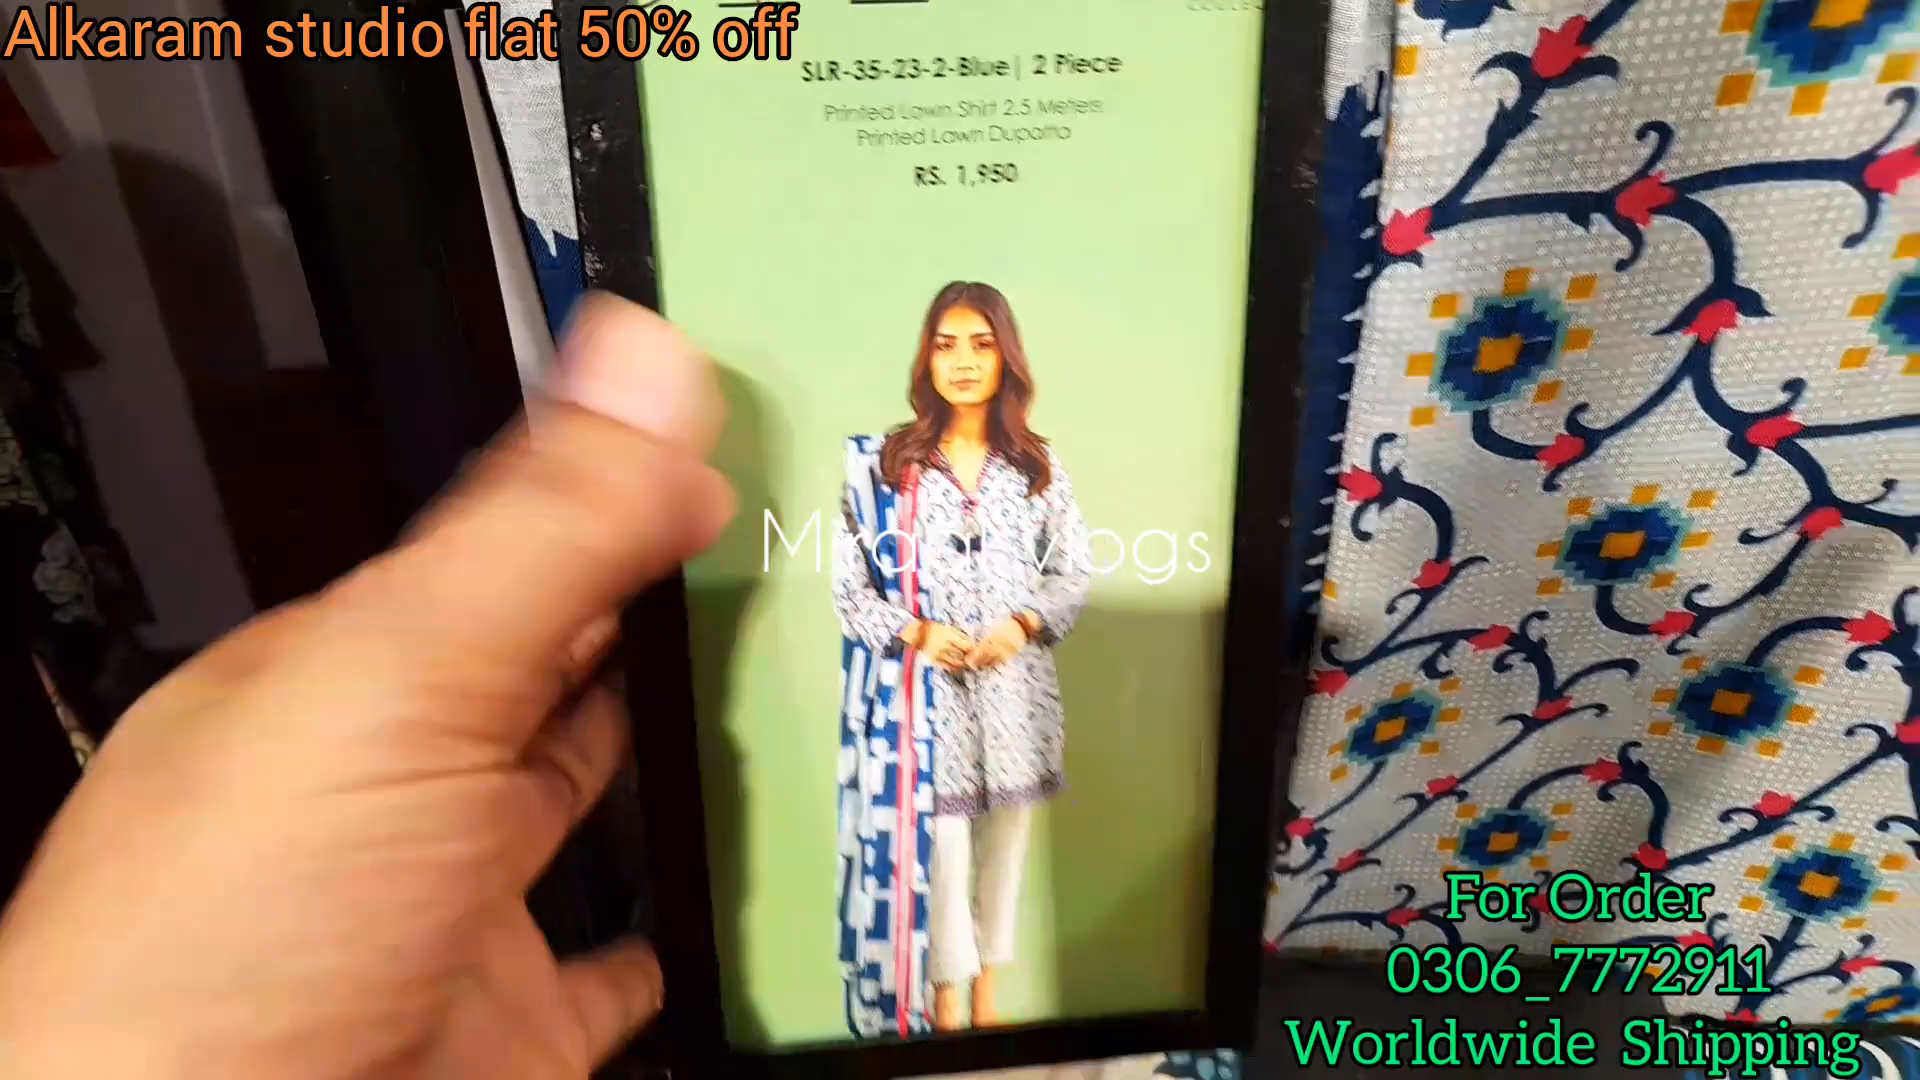 Alkaram studio flat 50% off
SLR-35-23-2-Blue | 2 Piece
Printed Lawn Shirt 2.5 Meters
Printed Lawn Dupatta
RS. 1,950
Miraal Vlogs
For Order
0306_7772911
Worldwide Shipping